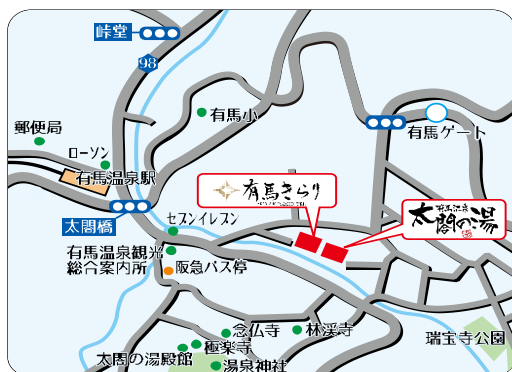 峠堂
98
郵便局
有馬小
有馬ゲート
ローソン
有馬温泉駅
有馬きらり
有馬温泉
太閤の湯
太閤橋
セブンイレブン
有馬温泉観光
総合案内所
阪急バス停
念仏寺
林渓寺
瑞宝寺公園
極楽寺
太閤の湯殿館
湯泉神社